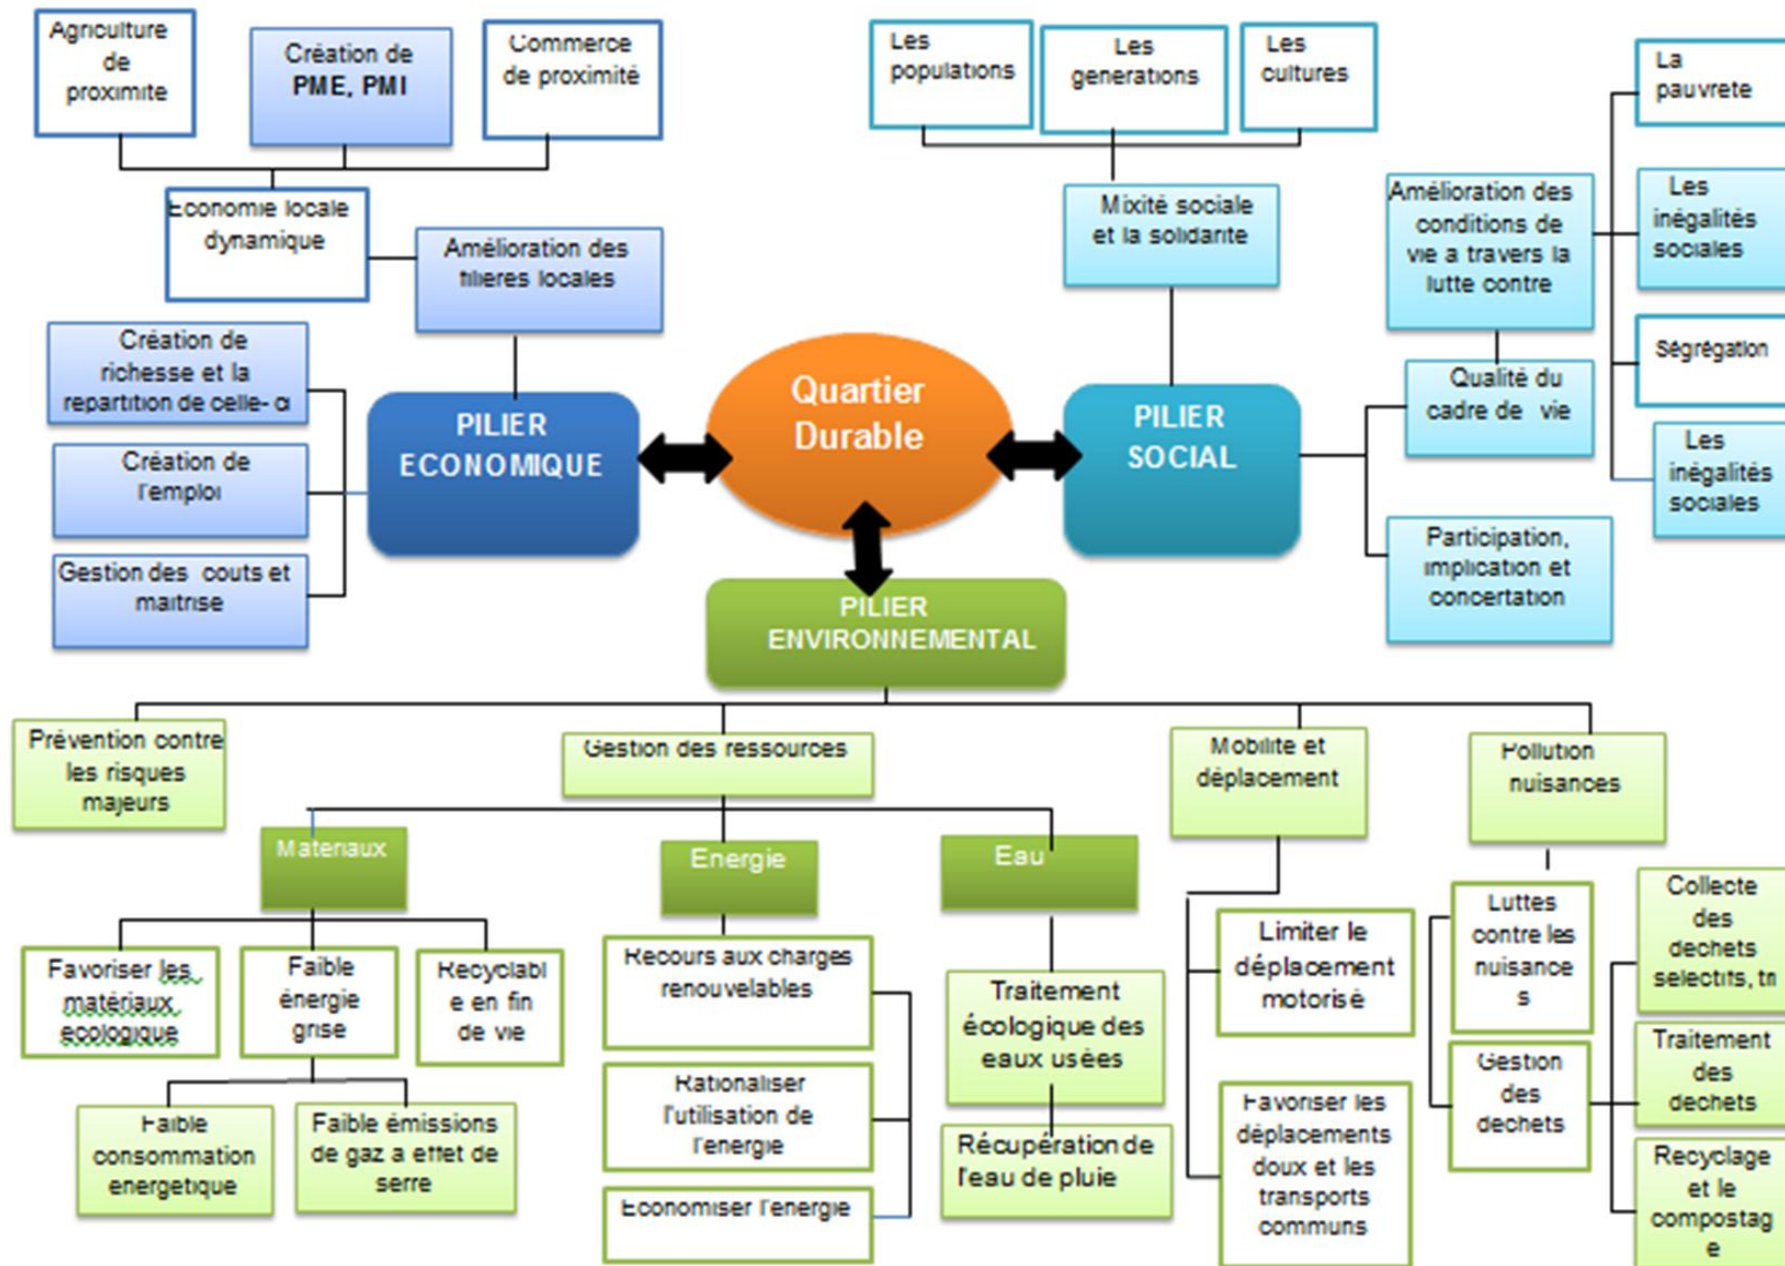 Agriculture
de
proximite
Création de
PME, PMI
Commerce
de proximité
Economie locale
dynamique
Amélioration des
filieres locales
Création de
richesse et la
repartition de celle- ci
Création de
l'emploi
Gestion des couts et
maitrise
PILIER
ECONOMIQUE
Quartier
Durable
PILIER
SOCIAL
Les
populations
Les
generations
Les
cultures
Mixité sociale
et la solidarite
Amélioration des
conditions de
vie a travers la
lutte contre
La
pauvrete
Les
inégalités
sociales
Ségrégation
Les
inégalités
sociales
Qualité du
cadre de vie
Participation,
implication et
concertation
PILIER
ENVIRONNEMENTAL
Prévention contre
les risques
majeurs
Gestion des ressources
Mobilite et
déplacement
Pollution
nuisances
Materiaux
Energie
Eau
Favoriser les
matériaux
ecologique
Faible
énergie
grise
Recyclabl
e en fin
de vie
Faible
consommation
energetique
Faible émissions
de gaz a effet de
serre
Recours aux charges
renouvelables
Rationaliser
l'utilisation de
l'energie
Economiser l'energie
Traitement
écologique des
eaux usées
Récupération de
l'eau de pluie
Limiter le
déplacement
motorisé
Favoriser les
déplacements
doux et les
transports
communs
Luttes
contre les
nuisance
s
Gestion
des
dechets
Collecte
des
dechets
selectifs, tri
Traitement
des
dechets
Recyclage
et le
compostag
e